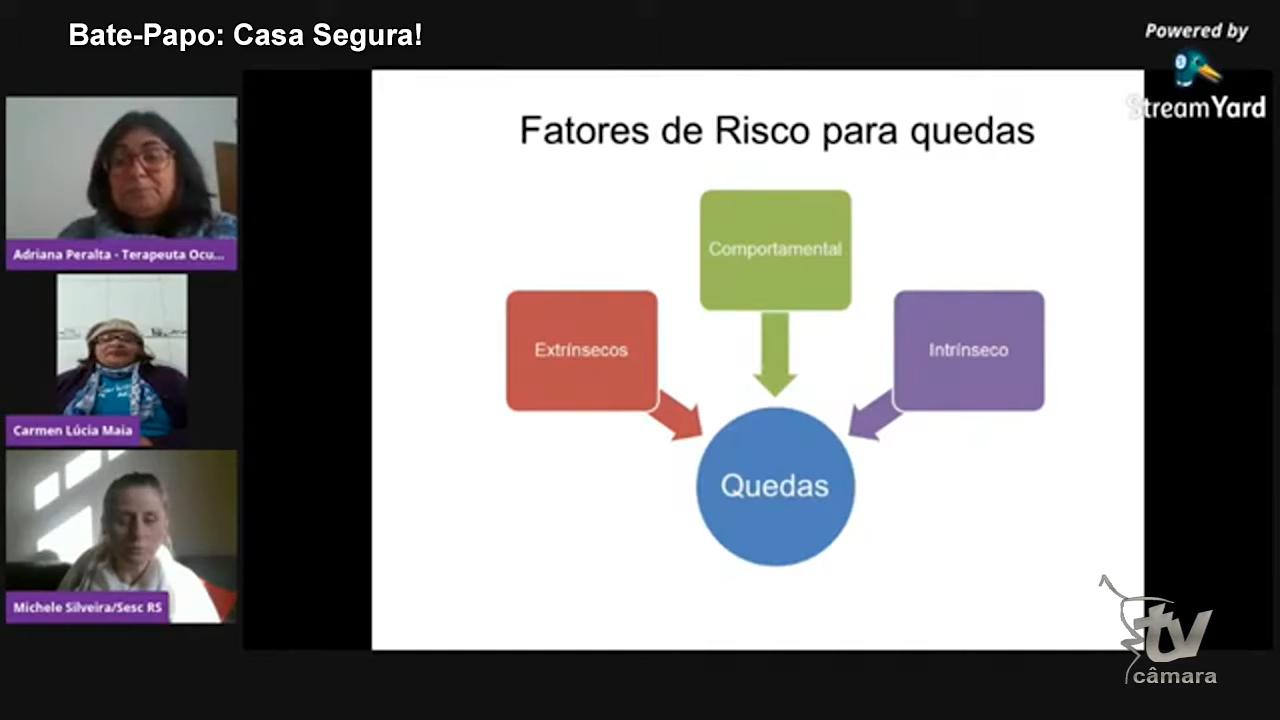 Bate-Papo: Casa Segura!
Powered by
StreamYard
Adriana Peralta - Terapeuta Ocu...
Carmen Lúcia Maia
Michele Silveira/Sesc RS
Fatores de Risco para quedas
Comportamental
Extrínsecos
Intrínseco
Quedas
tv
câmara